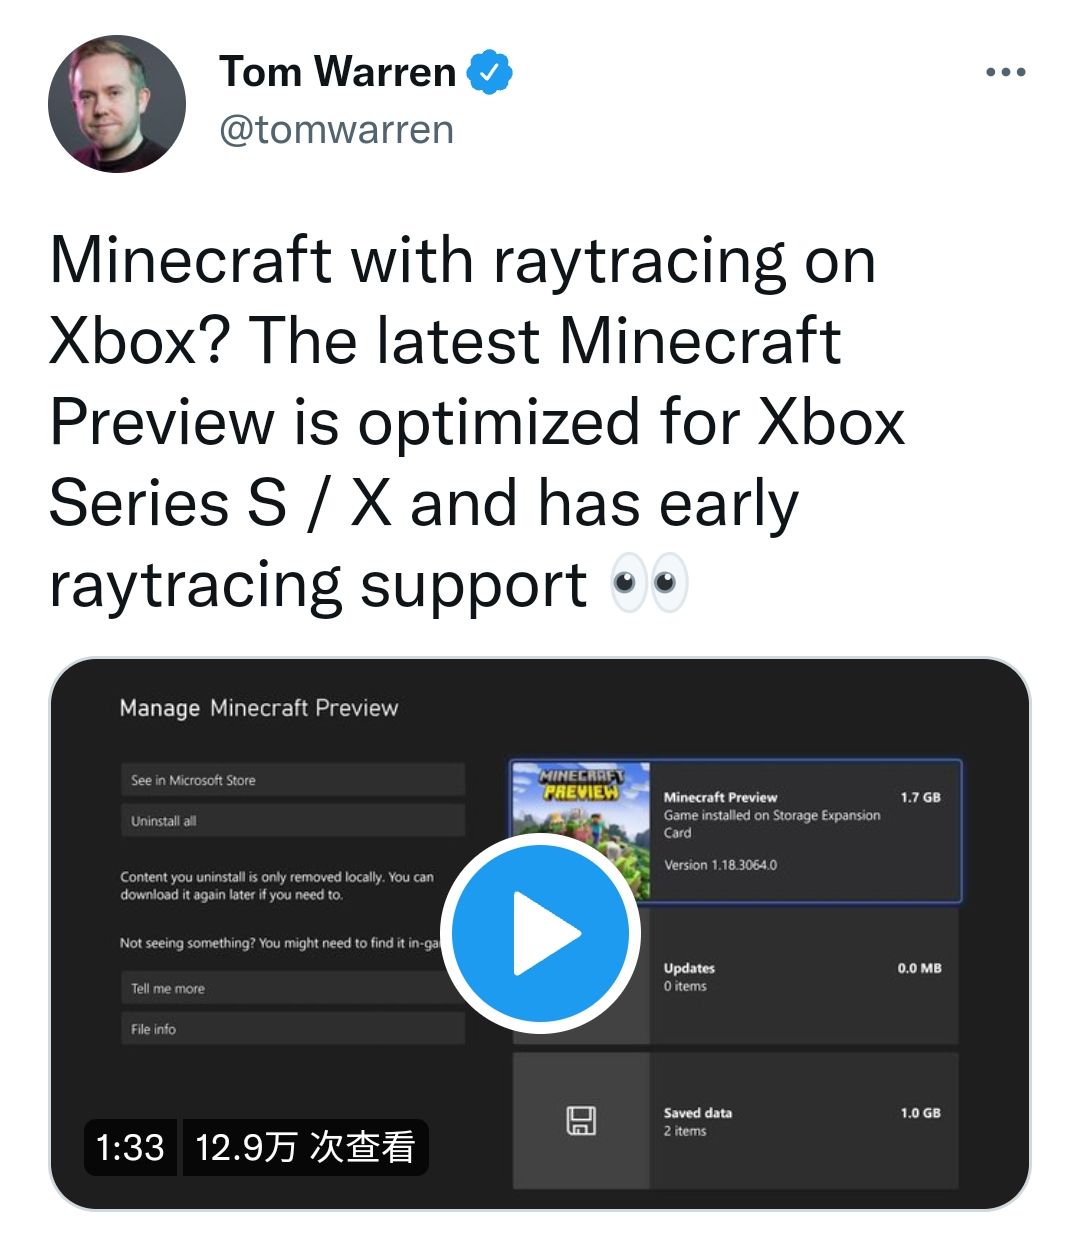 Tom Warren
@tomwarren
Minecraft with raytracing on
Xbox? The latest Minecraft
Preview is optimized for Xbox
Series S / X and has early
raytracing support 👀
Manage Minecraft Preview
See in Microsoft Store
Uninstall all
Content you uninstall is only removed locally. You can
download it again later if you need to.
Not seeing something? You might need to find it in-ga
Tell me more
File info
MINECRAFT
PREVIEW
Minecraft Preview 1.7 GB
Game installed on Storage Expansion
Card
Version 1.18.3064.0
Updates 0.0 MB
0 items
Saved data 1.0 GB
2 items
1:33 12.9万 次查看